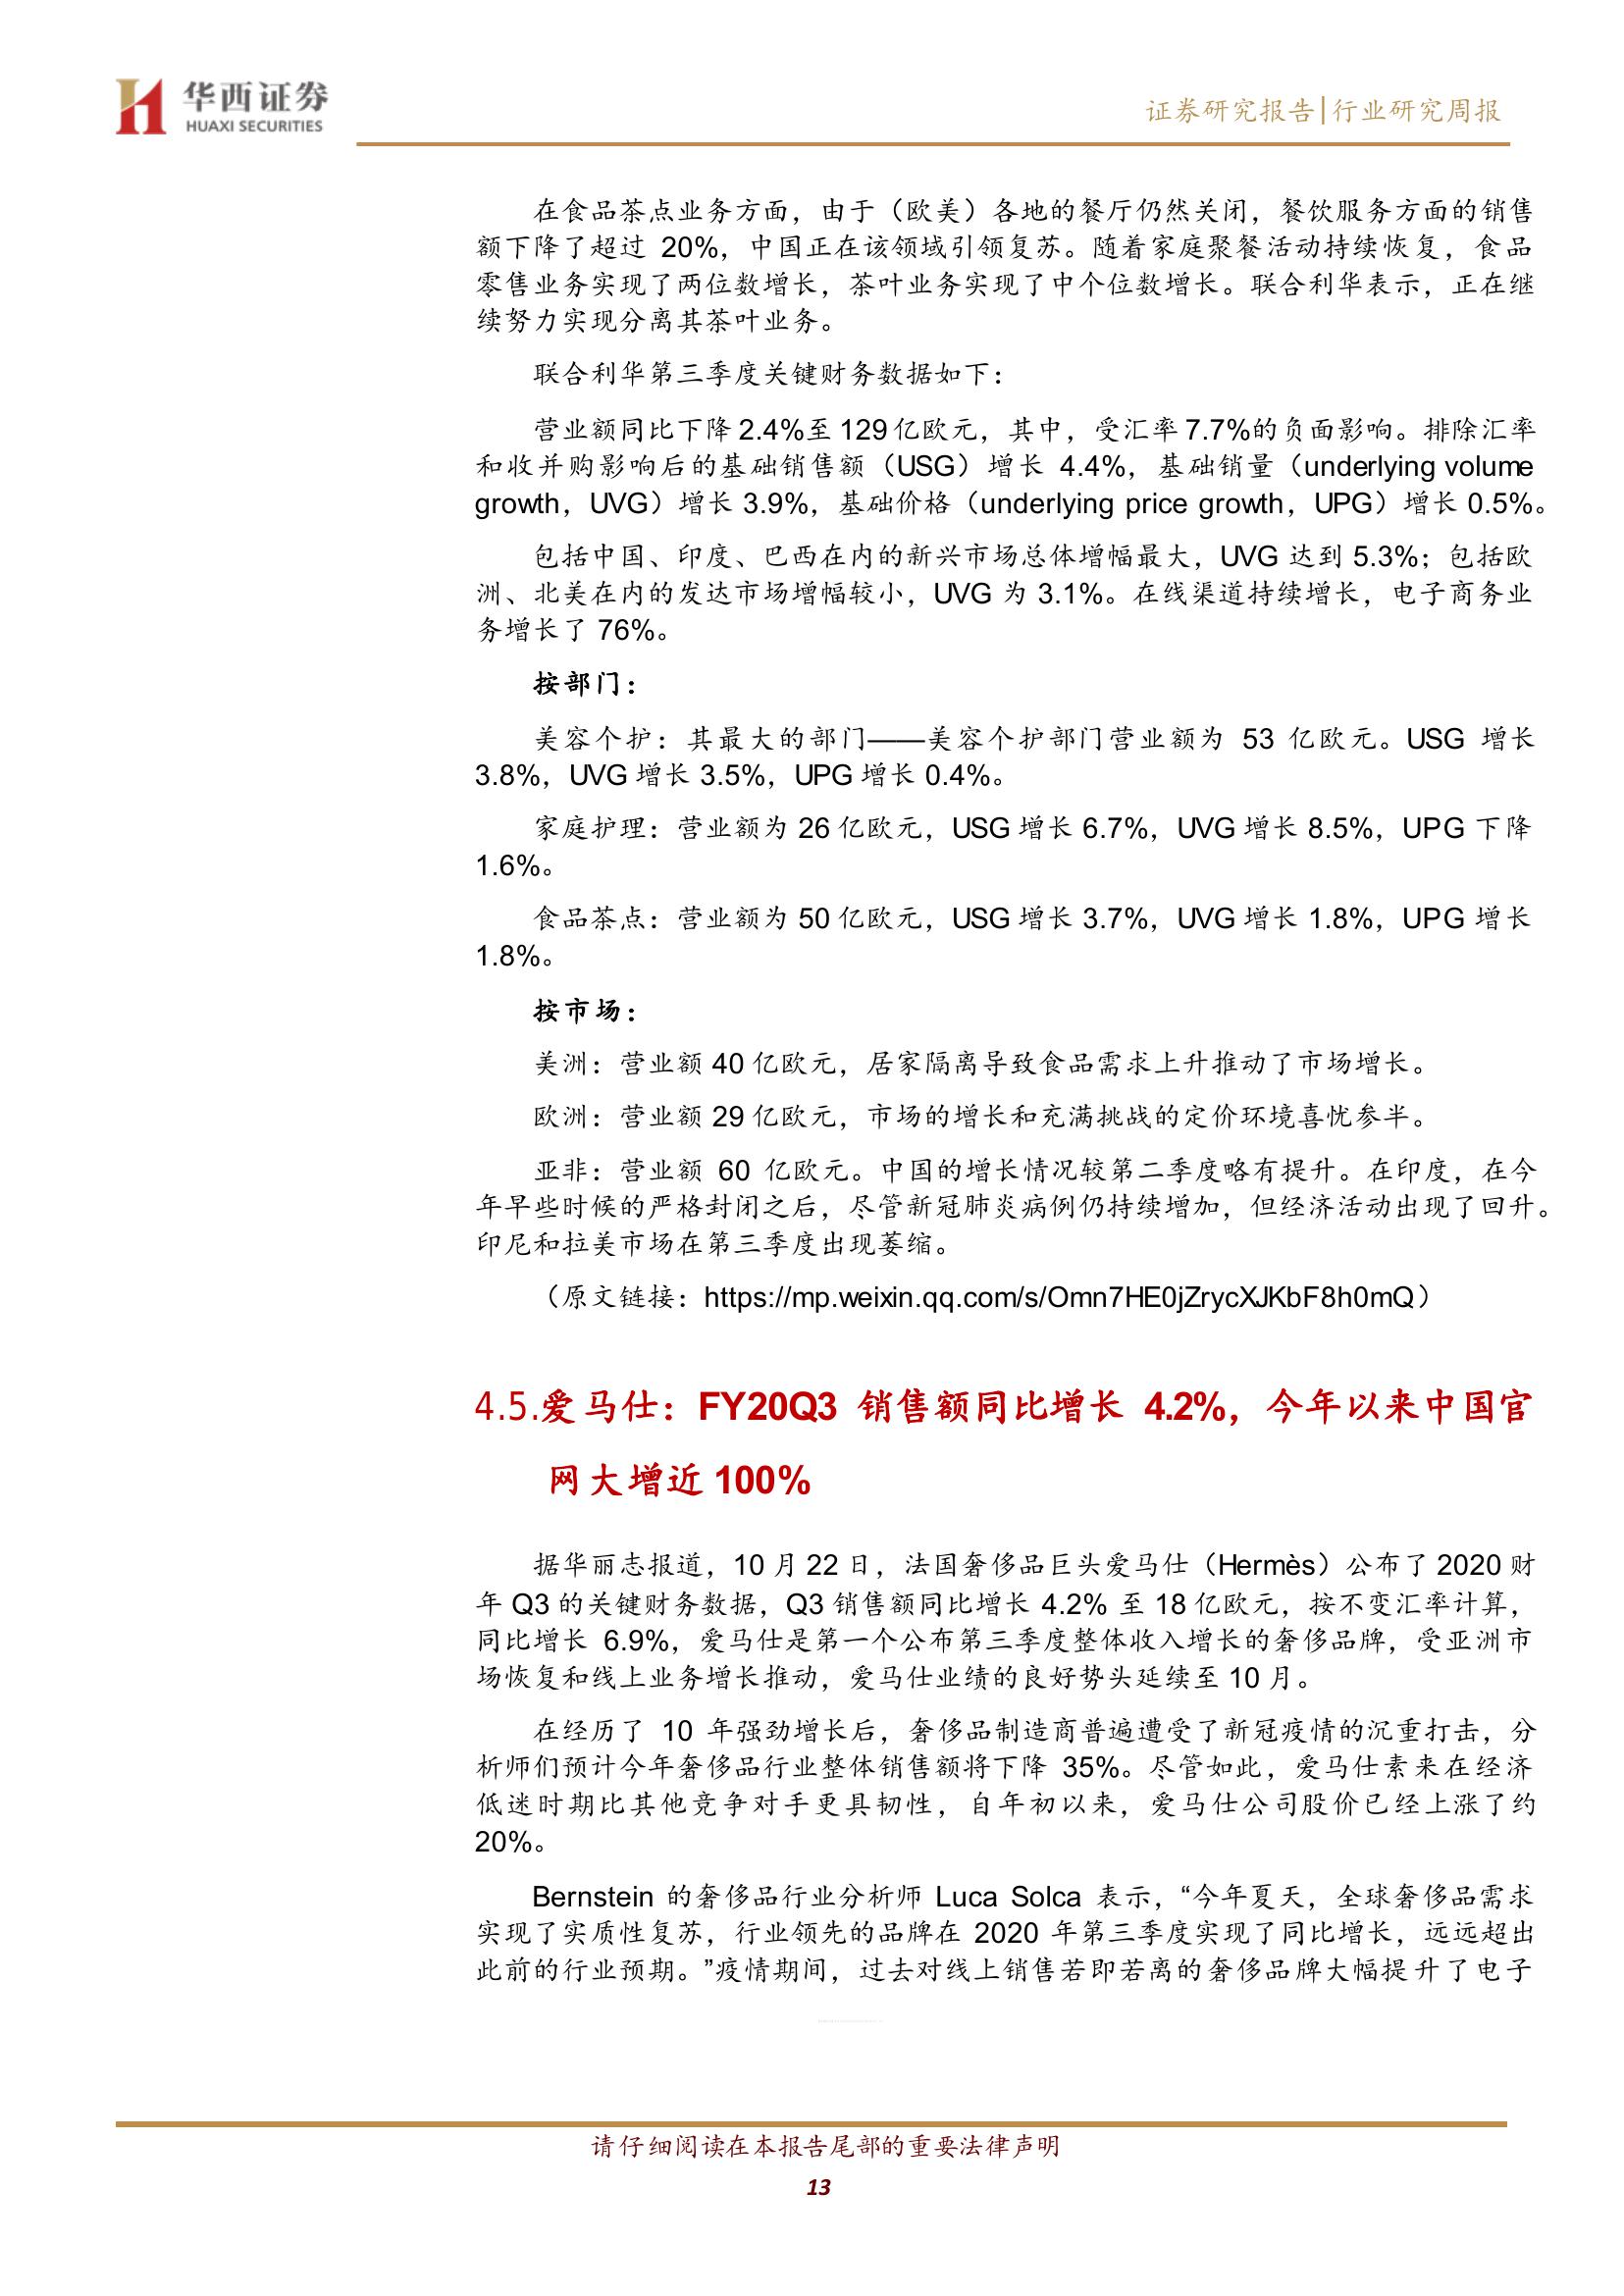 华西证券
HUAXI SECURITIES
证券研究报告|行业研究周报
在食品茶点业务方面，由于（欧美）各地的餐厅仍然关闭，餐饮服务方面的销售
额下降了超过 20%，中国正在该领域引领复苏。随着家庭聚餐活动持续恢复，食品
零售业务实现了两位数增长，茶叶业务实现了中个位数增长。联合利华表示，正在继
续努力实现分离其茶叶业务。
联合利华第三季度关键财务数据如下：
营业额同比下降 2.4%至 129 亿欧元，其中，受汇率 7.7%的负面影响。排除汇率
和收并购影响后的基础销售额（USG）增长 4.4%，基础销量（underlying volume
growth，UVG）增长 3.9%，基础价格（underlying price growth，UPG）增长 0.5%。
包括中国、印度、巴西在内的新兴市场总体增幅最大，UVG 达到 5.3%；包括欧
洲、北美在内的发达市场增幅较小，UVG 为 3.1%。在线渠道持续增长，电子商务业
务增长了 76%。
按部门：
美容个护：其最大的部门——美容个护部门营业额为 53 亿欧元。USG 增长
3.8%，UVG 增长 3.5%，UPG 增长 0.4%。
家庭护理：营业额为 26 亿欧元，USG 增长 6.7%，UVG 增长 8.5%，UPG 下降
1.6%。
食品茶点：营业额为 50 亿欧元，USG 增长 3.7%，UVG 增长 1.8%，UPG 增长
1.8%。
按市场：
美洲：营业额 40 亿欧元，居家隔离导致食品需求上升推动了市场增长。
欧洲：营业额 29 亿欧元，市场的增长和充满挑战的定价环境喜忧参半。
亚非：营业额 60 亿欧元。中国的增长情况较第二季度略有提升。在印度，在今
年早些时候的严格封闭之后，尽管新冠肺炎病例仍持续增加，但经济活动出现了回升。
印尼和拉美市场在第三季度出现萎缩。
（原文链接：https://mp.weixin.qq.com/s/Omn7HE0jZrycXJKbF8h0mQ）
4.5.爱马仕：FY20Q3 销售额同比增长 4.2%，今年以来中国官
网大增近 100%
据华丽志报道，10 月 22 日，法国奢侈品巨头爱马仕（Hermès）公布了 2020 财
年 Q3 的关键财务数据，Q3 销售额同比增长 4.2% 至 18 亿欧元，按不变汇率计算，
同比增长 6.9%，爱马仕是第一个公布第三季度整体收入增长的奢侈品牌，受亚洲市
场恢复和线上业务增长推动，爱马仕业绩的良好势头延续至 10 月。
在经历了 10 年强劲增长后，奢侈品制造商普遍遭受了新冠疫情的沉重打击，分
析师们预计今年奢侈品行业整体销售额将下降 35%。尽管如此，爱马仕素来在经济
低迷时期比其他竞争对手更具韧性，自年初以来，爱马仕公司股价已经上涨了约
20%。
Bernstein 的奢侈品行业分析师 Luca Solca 表示，“今年夏天，全球奢侈品需求
实现了实质性复苏，行业领先的品牌在 2020 年第三季度实现了同比增长，远远超出
此前的行业预期。”疫情期间，过去对线上销售若即若离的奢侈品牌大幅提升了电子
请仔细阅读在本报告尾部的重要法律声明
13